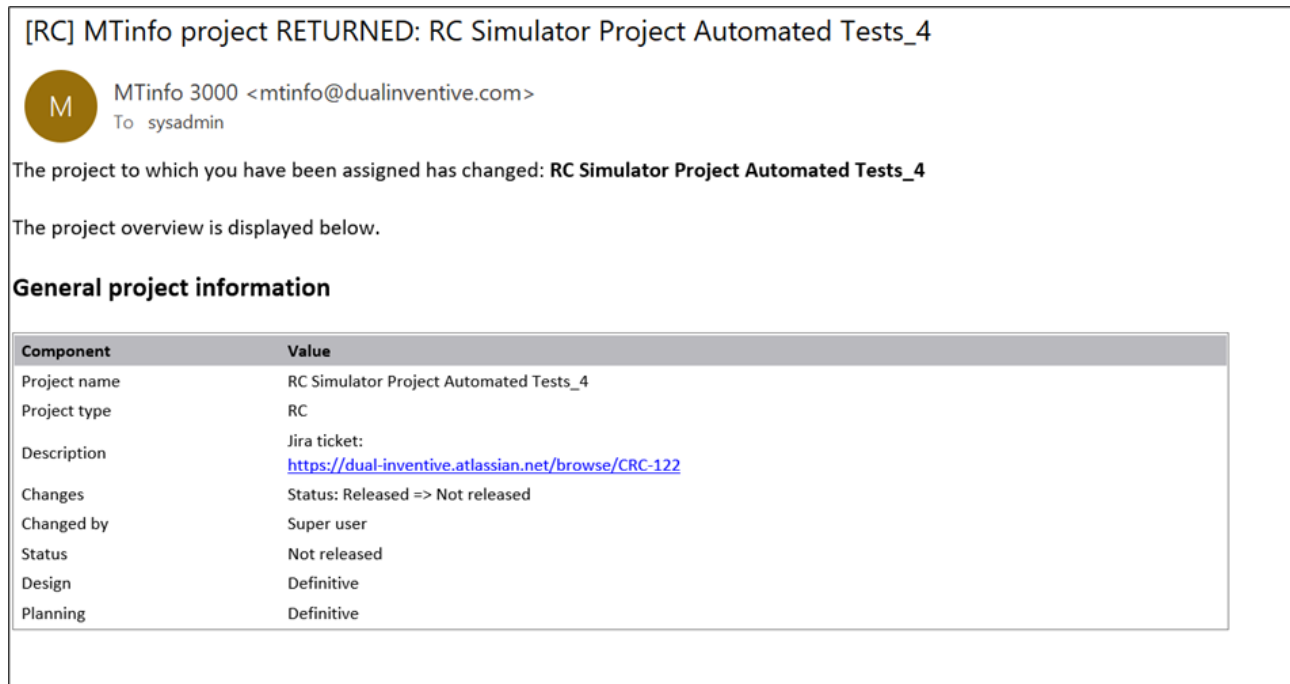 [RC] MTinfo project RETURNED: RC Simulator Project Automated Tests_4
M
MTinfo 3000 <mtinfo@dualinventive.com>
To sysadmin
The project to which you have been assigned has changed: RC Simulator Project Automated Tests_4
The project overview is displayed below.
General project information
Component Value
Project name RC Simulator Project Automated Tests_4
Project type RC
Description Jira ticket:
https://dual-inventive.atlassian.net/browse/CRC-122
Changes Status: Released => Not released
Changed by Super user
Status Not released
Design Definitive
Planning Definitive